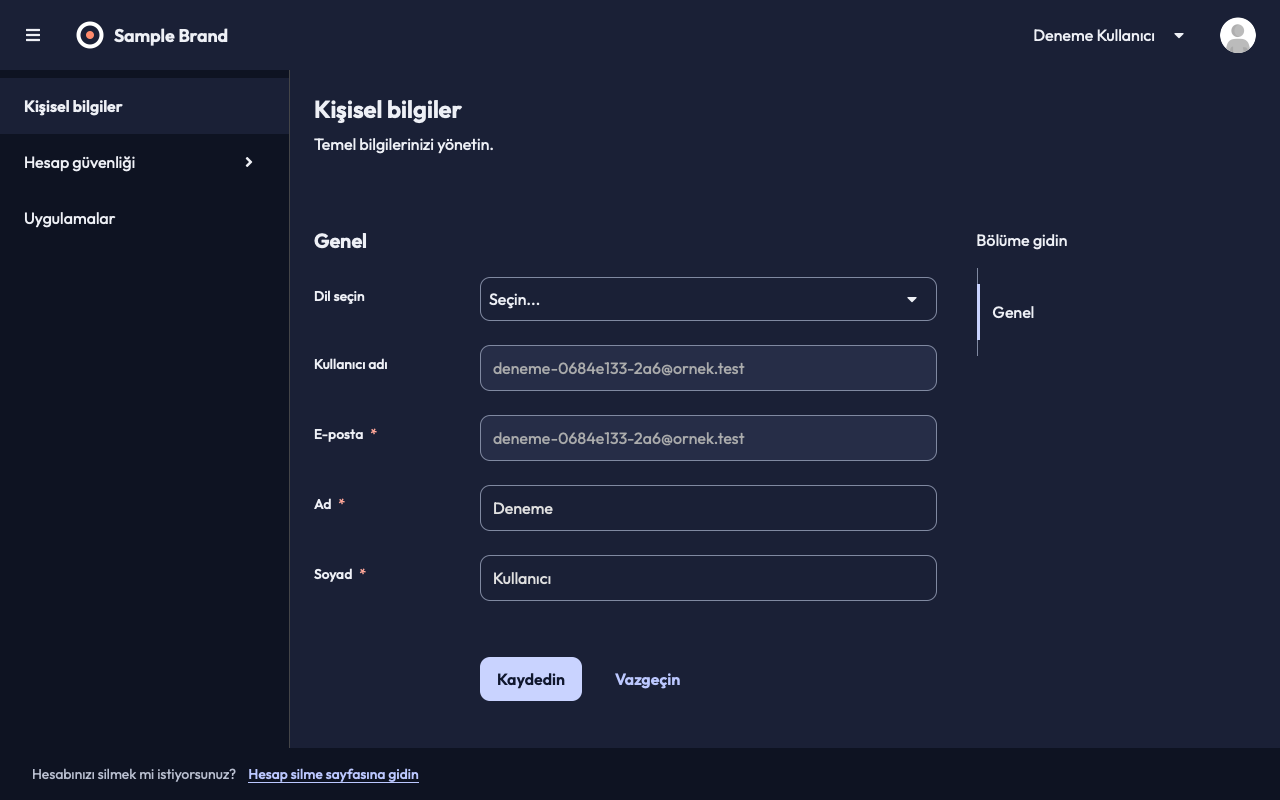 Sample Brand
Deneme Kullanıcı
Kişisel bilgiler
Hesap güvenliği
Uygulamalar
Kişisel bilgiler
Temel bilgilerinizi yönetin.
Genel
Dil seçin
Seçin...
Kullanıcı adı
deneme-0684e133-2a6@ornek.test
E-posta *
deneme-0684e133-2a6@ornek.test
Ad *
Deneme
Soyad *
Kullanıcı
Kaydedin
Vazgeçin
Bölüme gidin
Genel
Hesabınızı silmek mi istiyorsunuz? Hesap silme sayfasına gidin